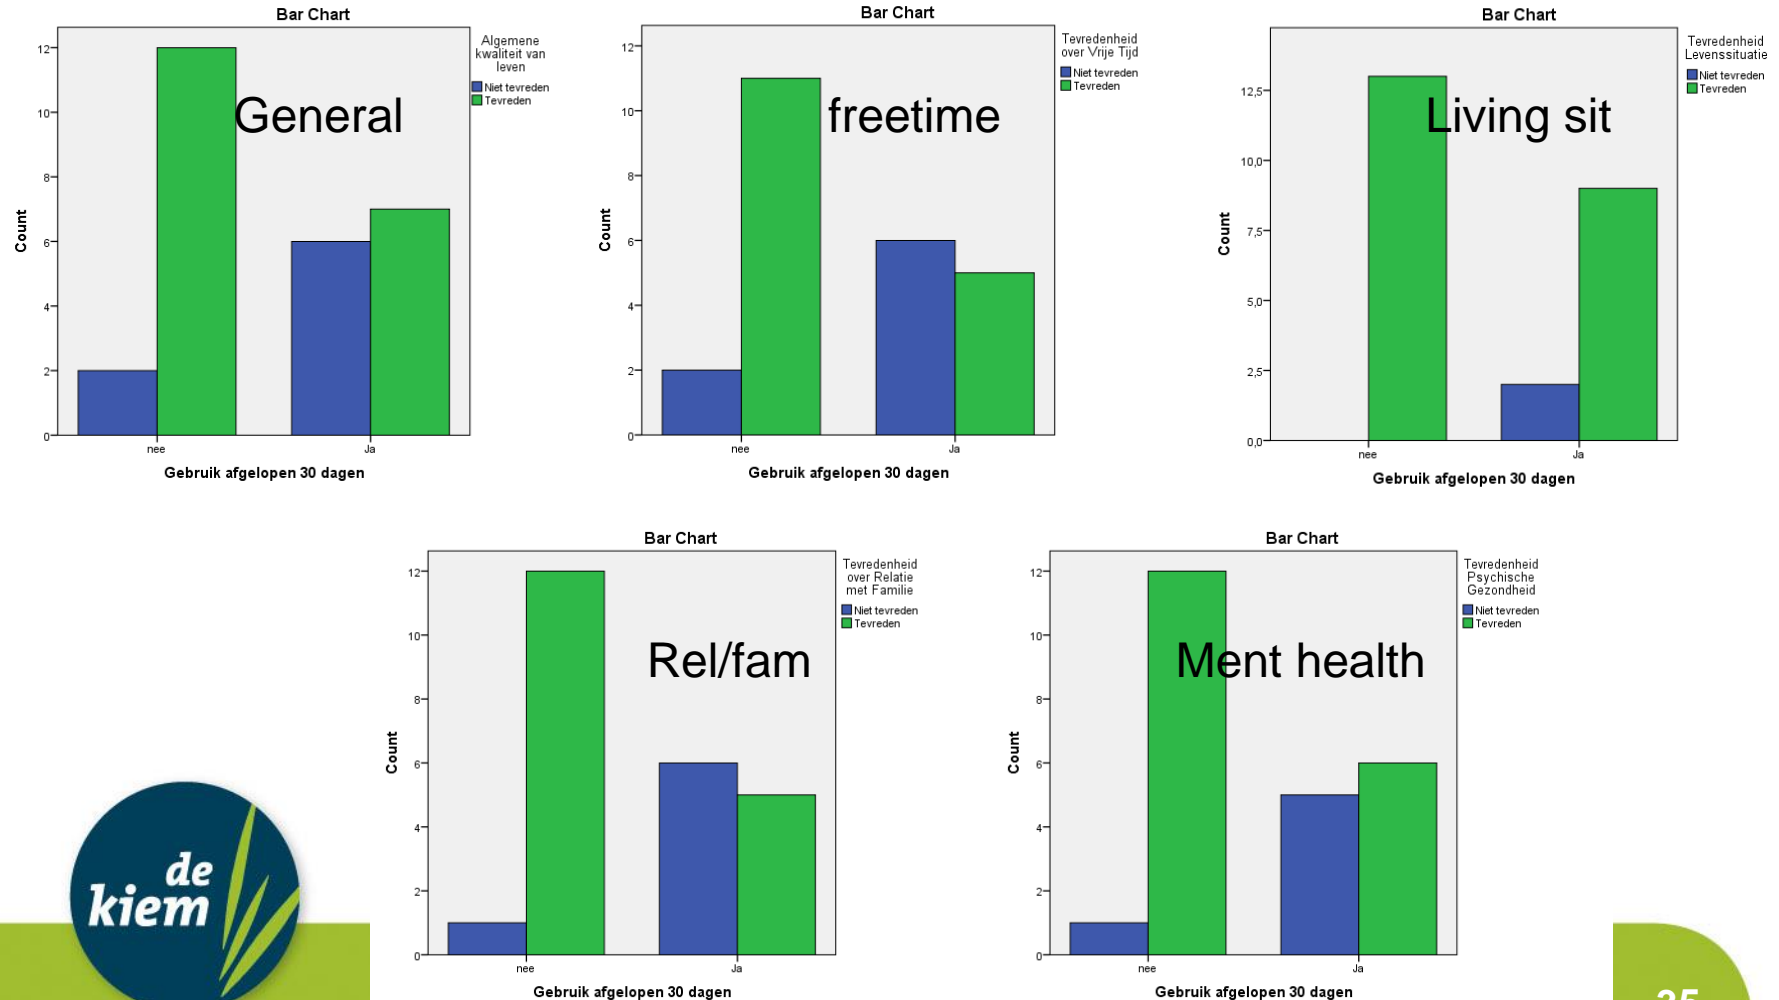 Bar Chart
Algemene
kwaliteit van
leven
Niet tevreden
Tevreden
General
Count
12
10
8
6
4
2
0
nee
Ja
Gebruik afgelopen 30 dagen
Bar Chart
Tevredenheid
over Vrije Tijd
Niet tevreden
Tevreden
freetime
Count
12
10
8
6
4
2
0
nee
Ja
Gebruik afgelopen 30 dagen
Bar Chart
Tevredenheid
Levenssituatie
Niet tevreden
Tevreden
Living sit
Count
12,5
10,0
7,5
5,0
2,5
0,0
nee
Ja
Gebruik afgelopen 30 dagen
Bar Chart
Tevredenheid
over Relatie
met Familie
Niet tevreden
Tevreden
Rel/fam
Count
12
10
8
6
4
2
0
nee
Ja
Gebruik afgelopen 30 dagen
Bar Chart
Tevredenheid
Psychische
Gezondheid
Niet tevreden
Tevreden
Ment health
Count
12
10
8
6
4
2
0
nee
Ja
Gebruik afgelopen 30 dagen
de
kiem